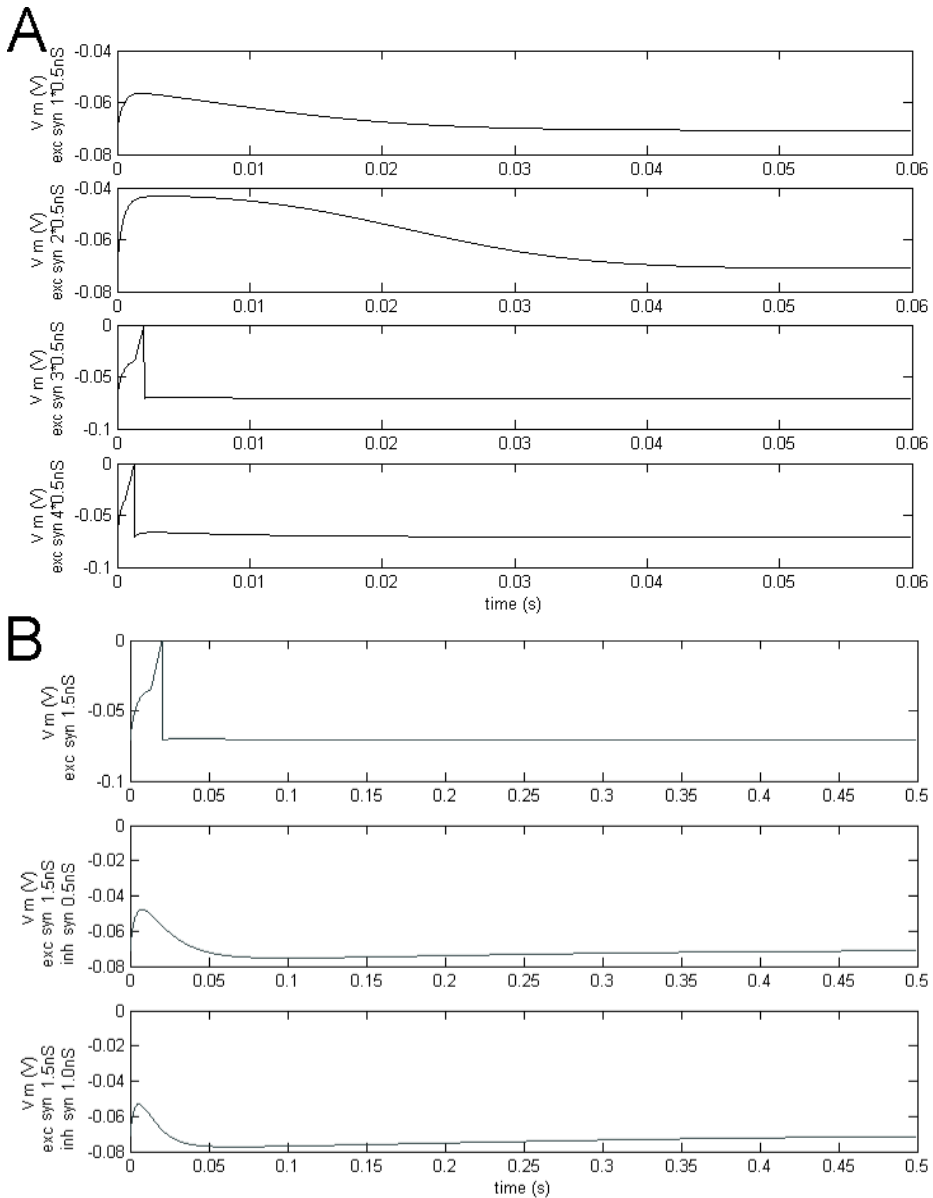 A
V m (V)
exc syn 1*0.5nS
-0.04
-0.06
-0.08
0 0.01 0.02 0.03 0.04 0.05 0.06
V m (V)
exc syn 2*0.5nS
-0.04
-0.06
-0.08
0 0.01 0.02 0.03 0.04 0.05 0.06
V m (V)
exc syn 3*0.5nS
0
-0.05
-0.1
0 0.01 0.02 0.03 0.04 0.05 0.06
V m (V)
exc syn 4*0.5nS
0
-0.05
-0.1
0 0.01 0.02 0.03 0.04 0.05 0.06
time (s)
B
V m (V)
exc syn 1.5nS
0
-0.05
-0.1
0 0.05 0.1 0.15 0.2 0.25 0.3 0.35 0.4 0.45 0.5
V m (V)
exc syn 1.5nS
inh syn 0.5nS
0
-0.02
-0.04
-0.06
-0.08
0 0.05 0.1 0.15 0.2 0.25 0.3 0.35 0.4 0.45 0.5
V m (V)
exc syn 1.5nS
inh syn 1.0nS
0
-0.02
-0.04
-0.06
-0.08
0 0.05 0.1 0.15 0.2 0.25 0.3 0.35 0.4 0.45 0.5
time (s)